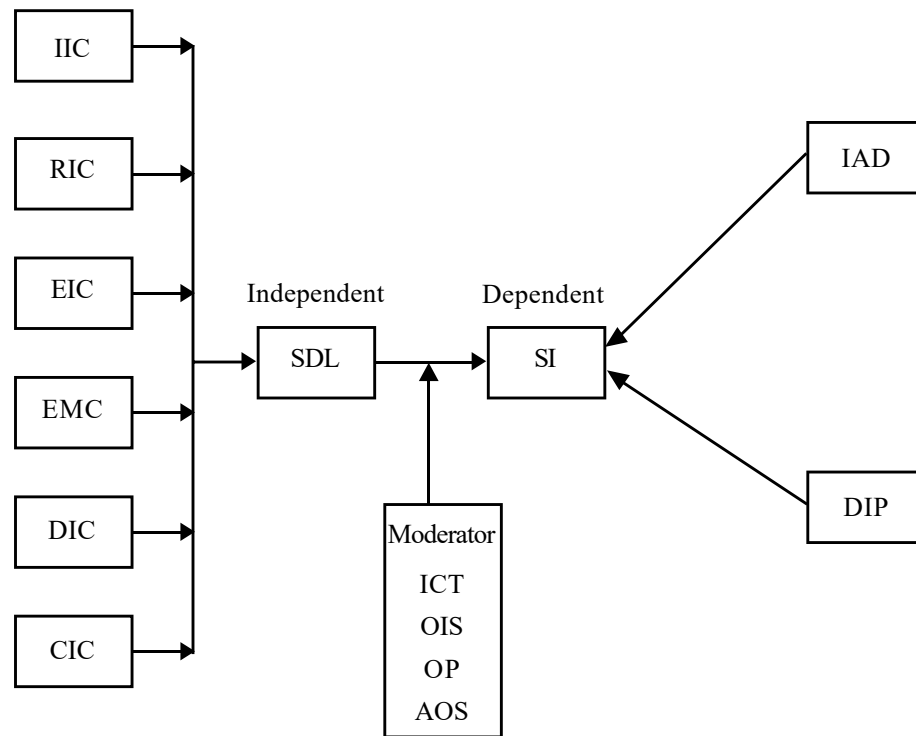 IIC
RIC
EIC
EMC
DIC
CIC
Independent
SDL
Dependent
SI
Moderator
ICT
OIS
OP
AOS
IAD
DIP